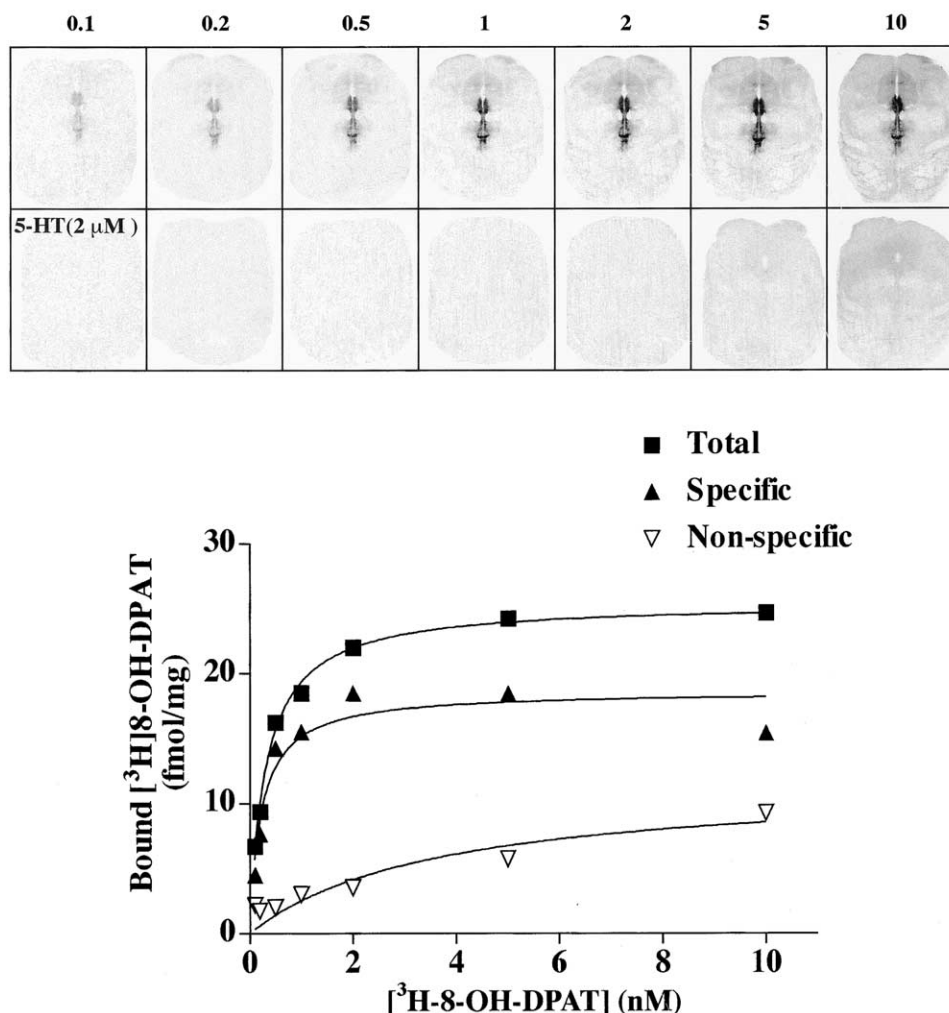 0.1 0.2 0.5 1 2 5 10
5-HT(2 μM )
■ Total
▲ Specific
▽ Non-specific
30
20
10
0
Bound [³H]8-OH-DPAT
(fmol/mg)
0 2 4 6 8 10
[³H-8-OH-DPAT] (nM)